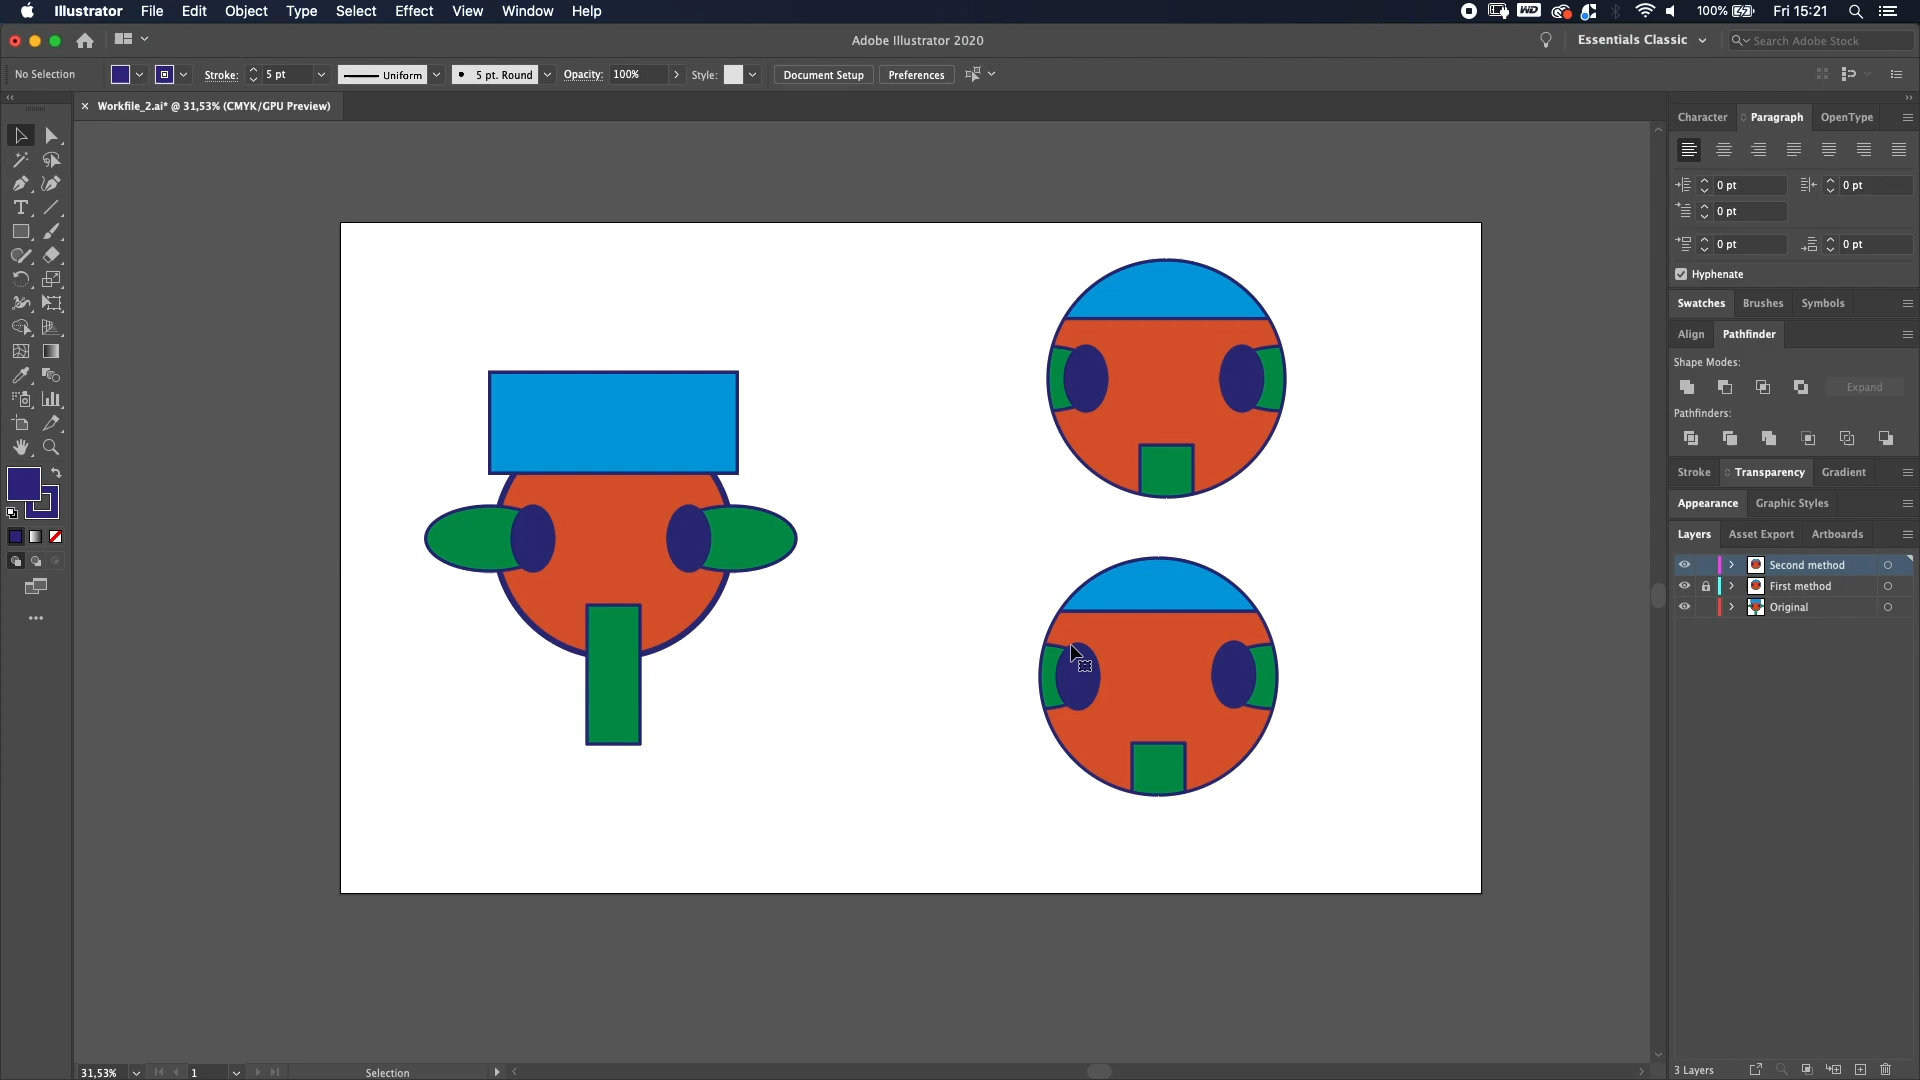 Illustrator File Edit Object Type Select Effect View Window Help
WD 100% Fri 15:21
Adobe Illustrator 2020
Essentials Classic Search Adobe Stock
No Selection Stroke: 5 pt Uniform 5 pt. Round Opacity: 100% Style: Document Setup Preferences
× Workfile_2.ai* @ 31,53% (CMYK/GPU Preview)
Character Paragraph OpenType
0 pt 0 pt
0 pt
0 pt 0 pt
Hyphenate
Swatches Brushes Symbols
Align Pathfinder
Shape Modes:
Expand
Pathfinders:
Stroke Transparency Gradient
Appearance Graphic Styles
Layers Asset Export Artboards
Second method
First method
Original
31,53% 1 Selection
3 Layers